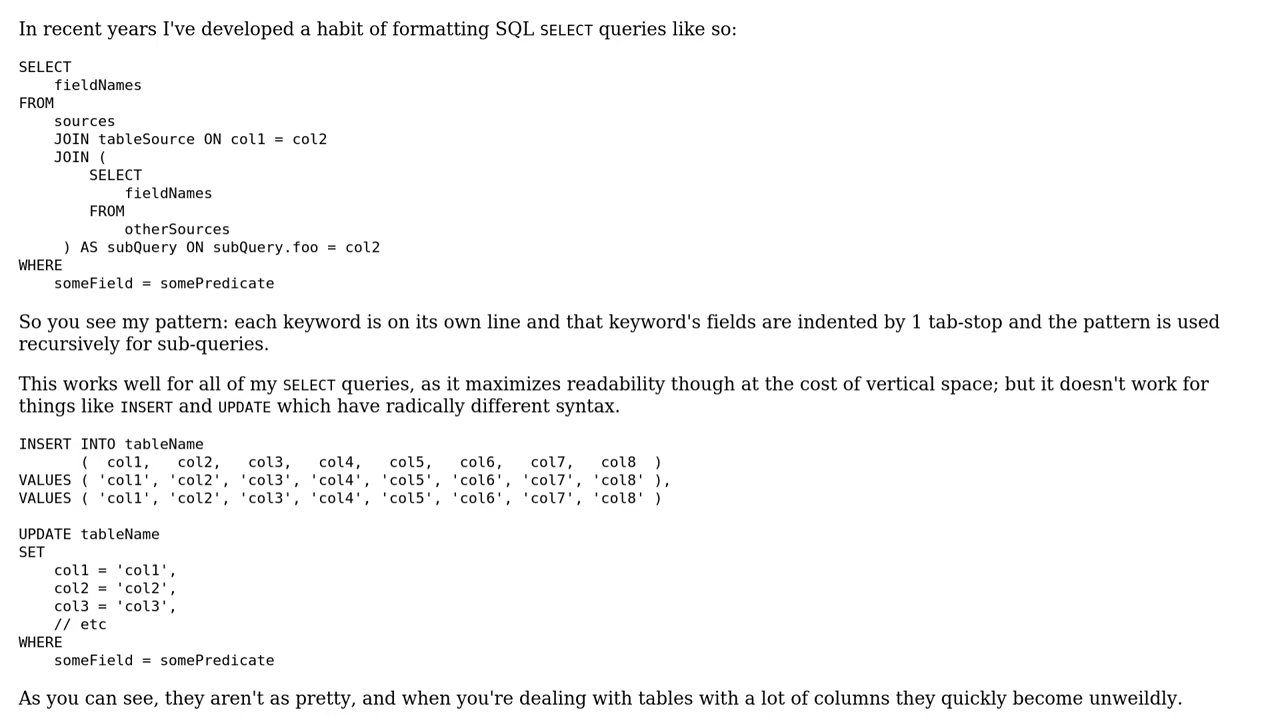 In recent years I've developed a habit of formatting SQL SELECT queries like so:
SELECT
    fieldNames
FROM
    sources
    JOIN tableSource ON col1 = col2
    JOIN (
        SELECT
            fieldNames
        FROM
            otherSources
     ) AS subQuery ON subQuery.foo = col2
WHERE
    someField = somePredicate
So you see my pattern: each keyword is on its own line and that keyword's fields are indented by 1 tab-stop and the pattern is used
recursively for sub-queries.
This works well for all of my SELECT queries, as it maximizes readability though at the cost of vertical space; but it doesn't work for
things like INSERT and UPDATE which have radically different syntax.
INSERT INTO tableName
       (  col1,   col2,   col3,   col4,   col5,   col6,   col7,   col8  )
VALUES ( 'col1', 'col2', 'col3', 'col4', 'col5', 'col6', 'col7', 'col8' ),
VALUES ( 'col1', 'col2', 'col3', 'col4', 'col5', 'col6', 'col7', 'col8' )
UPDATE tableName
SET
    col1 = 'col1',
    col2 = 'col2',
    col3 = 'col3',
    // etc
WHERE
    someField = somePredicate
As you can see, they aren't as pretty, and when you're dealing with tables with a lot of columns they quickly become unweildly.